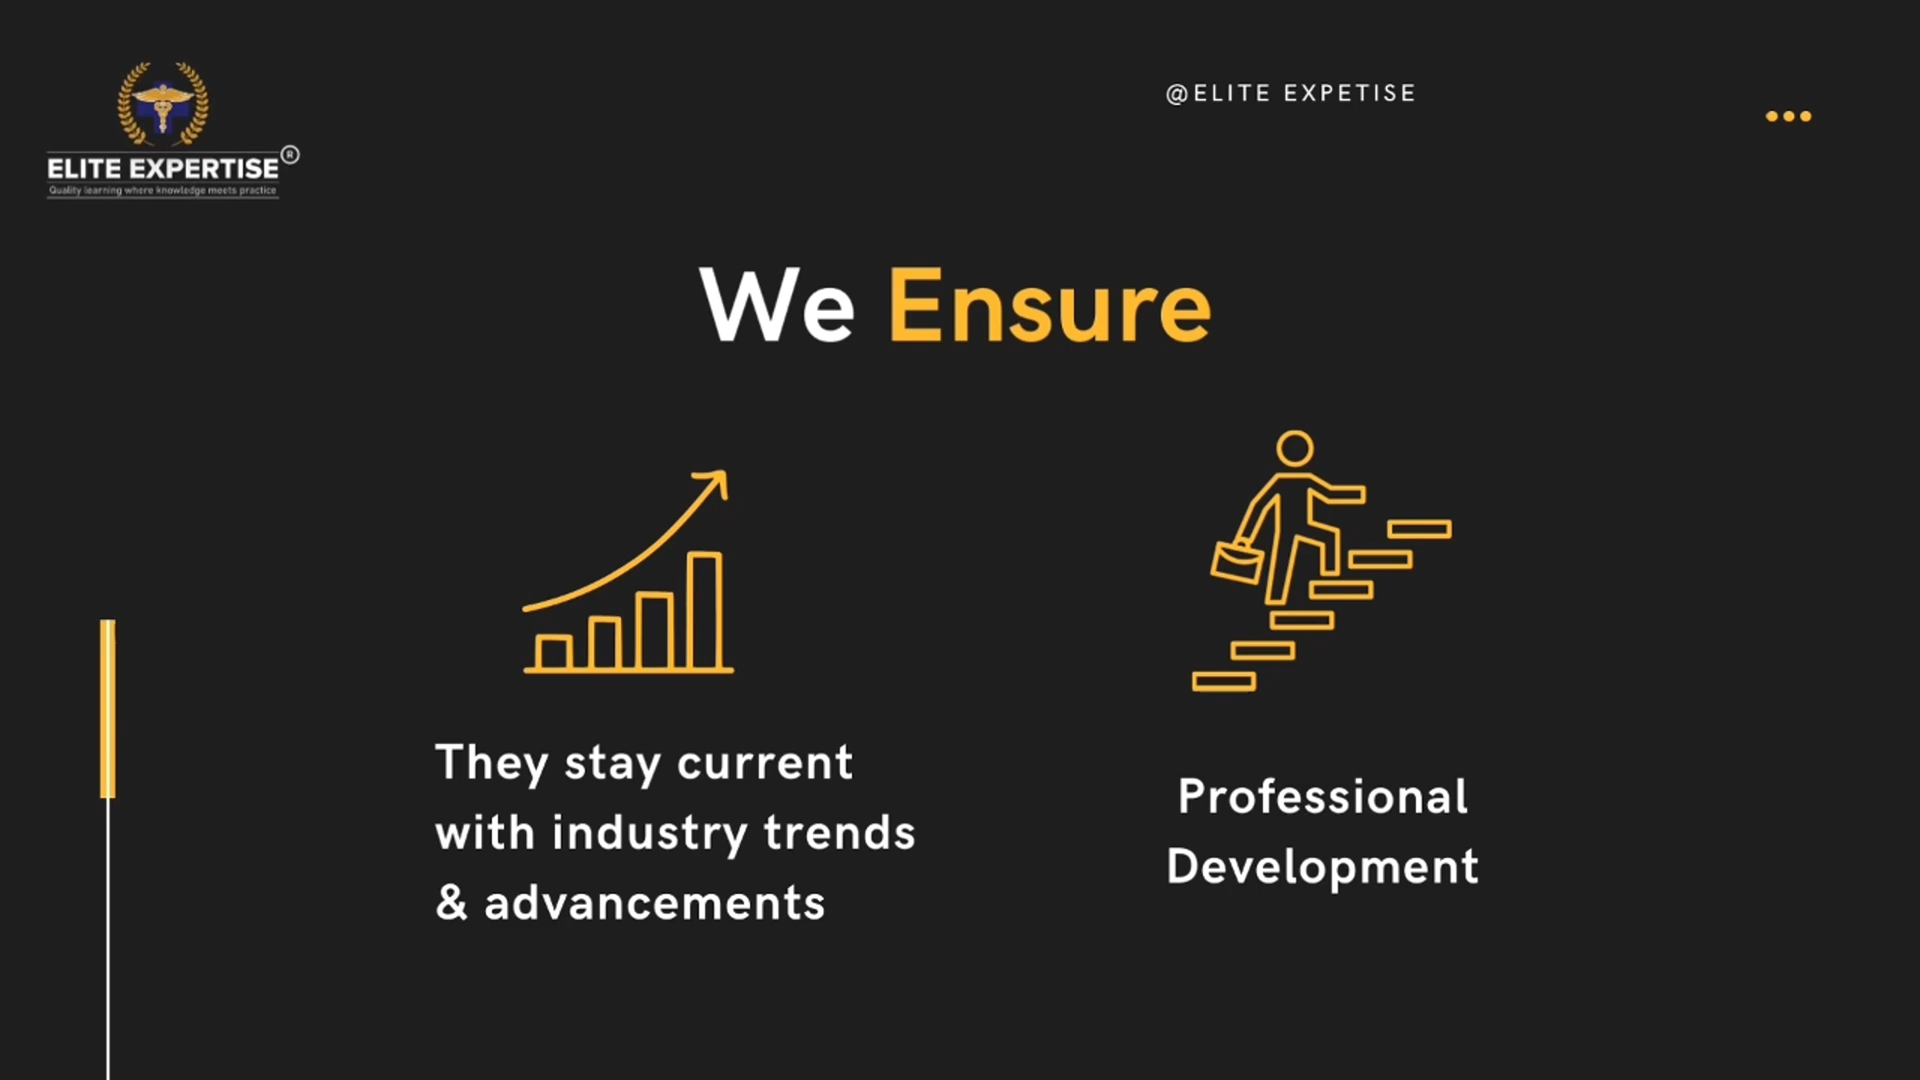 @ELITE EXPETISE
ELITE EXPERTISE®
Quality learning where knowledge meets practice
We Ensure
They stay current
with industry trends
& advancements
Professional
Development